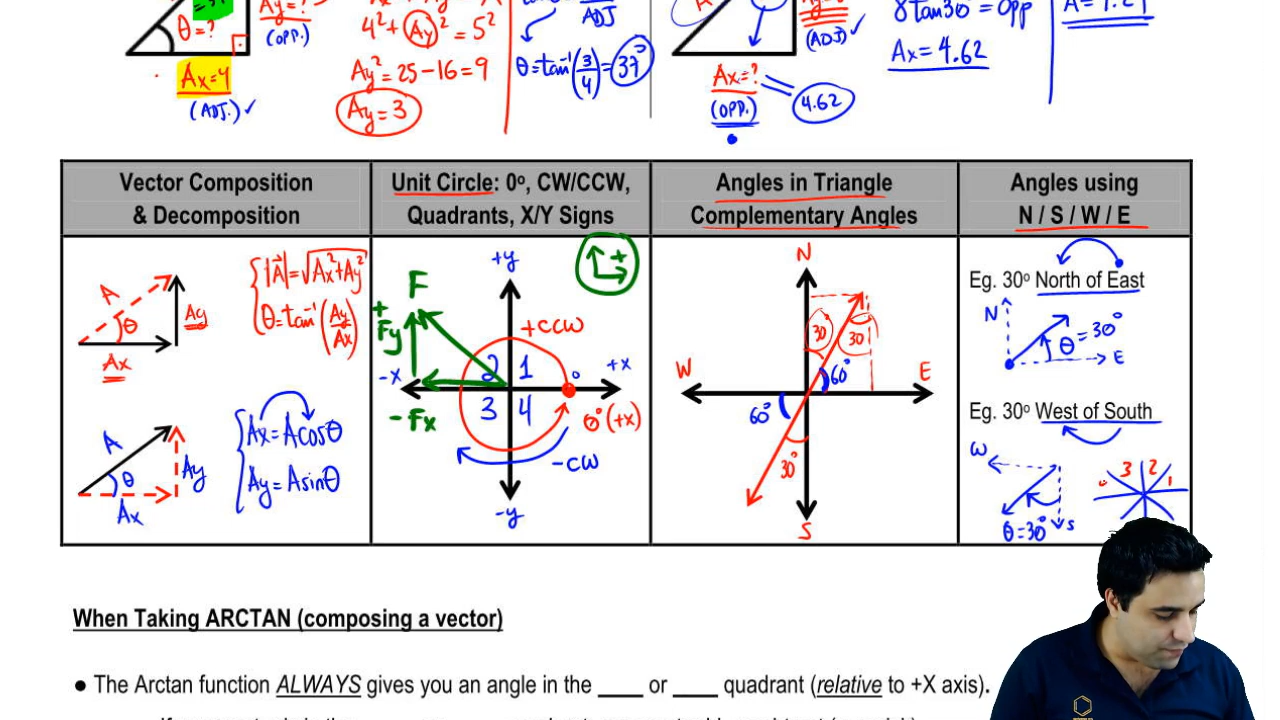 Ay=?
(OPP.)
θ=?
Ax=4
(ADJ.) ✓
4²+(Ay)²=5²
Ay²=25-16=9
Ay=3
ADJ
θ=tan⁻¹(3/4)=37°
(ADJ) ✓
Ax=?
(OPP.)
4.62
8tan30°=Opp
Ax=4.62
Vector Composition
& Decomposition
Unit Circle: 0º, CW/CCW,
Quadrants, X/Y Signs
Angles in Triangle
Complementary Angles
Angles using
N / S / W / E
A
θ
Ay
Ax
|A|=√Ax²+Ay²
θ=tan⁻¹(Ay/Ax)
A
θ
Ay
Ax
Ax=Acosθ
Ay=Asinθ
+
+y
F
+
Fy
+CCW
-x
2 1
+x
3 4
0°(+x)
-Fx
-CW
-y
N
30° 30
W
60°
E
60°
30°
S
Eg. 30º North of East
N
θ=30°
E
Eg. 30º West of South
W
θ=30°
S
3 2
1
When Taking ARCTAN (composing a vector)
● The Arctan function ALWAYS gives you an angle in the ____ or ____ quadrant (relative to +X axis).